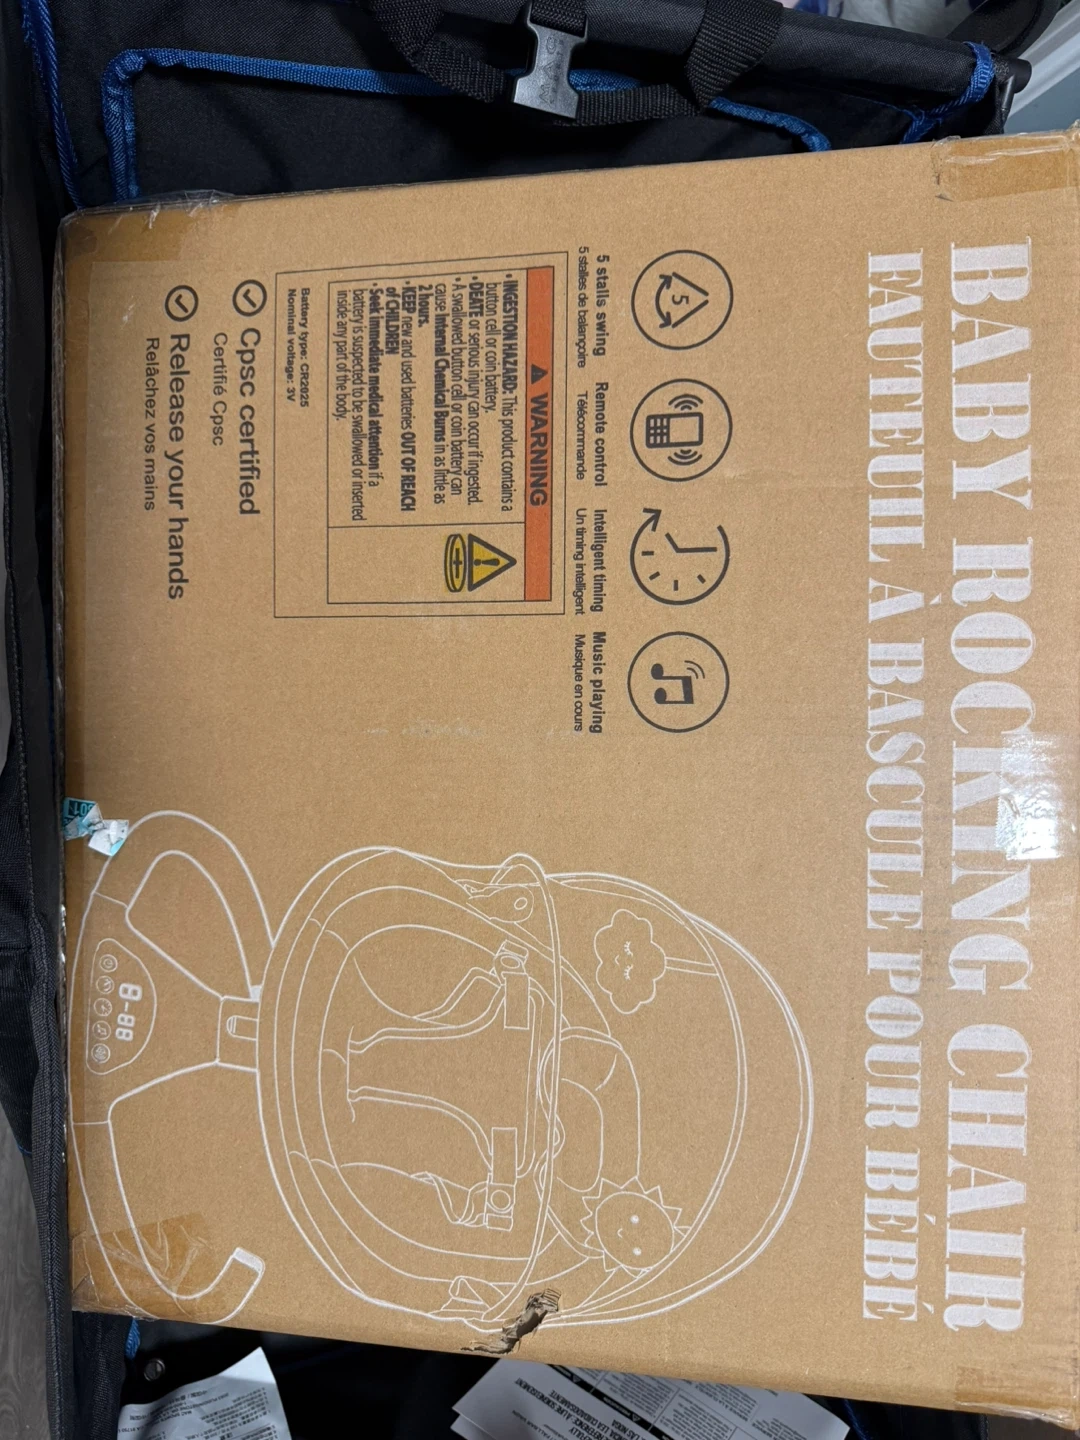 BABY ROCKING CHAIR
FAUTEUIL À BASCULE POUR BÉBÉ
5
5 stalls swing
5 stalles de balançoire
Remote control
Télécommande
Intelligent timing
Un timing intelligent
Music playing
Musique en cours
WARNING
• INGESTION HAZARD: This product contains a
button cell or coin battery.
• DEATE or serious injury can occur if ingested.
• A swallowed button cell or coin battery can
cause Internal Chemical Burns in as little as
2 hours.
• KEEP new and used batteries OUT OF REACH
of CHILDREN
• Seek immediate medical attention if a
battery is suspected to be swallowed or inserted
inside any part of the body.
Battery type: CR2025
Nominal voltage: 3V
Cpsc certified
Certifié Cpsc
Release your hands
Relâchez vos mains
8-88